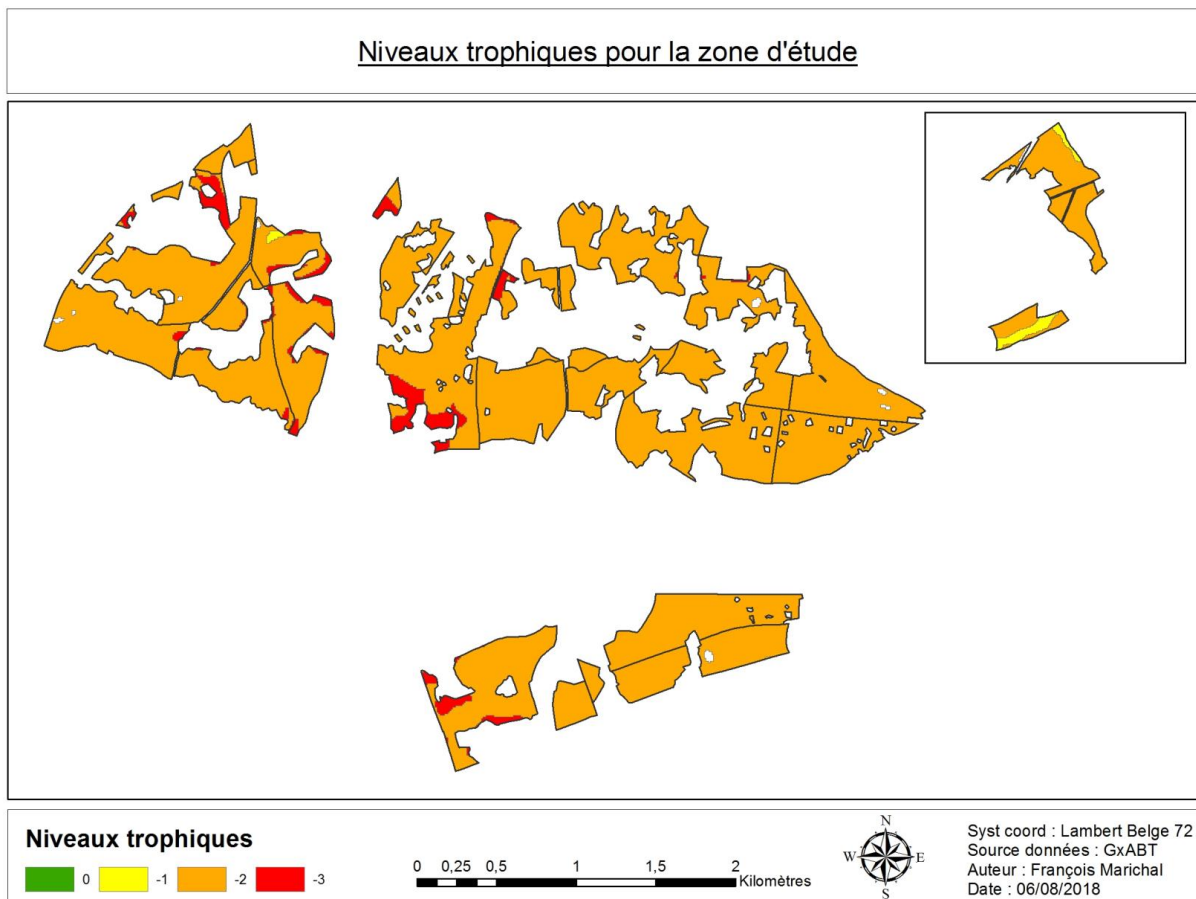 Niveaux trophiques pour la zone d'étude
Niveaux trophiques
0 -1 -2 -3
0 0,25 0,5 1 1,5 2
Kilomètres
N
W E
S
Syst coord : Lambert Belge 72
Source données : GxABT
Auteur : François Marichal
Date : 06/08/2018